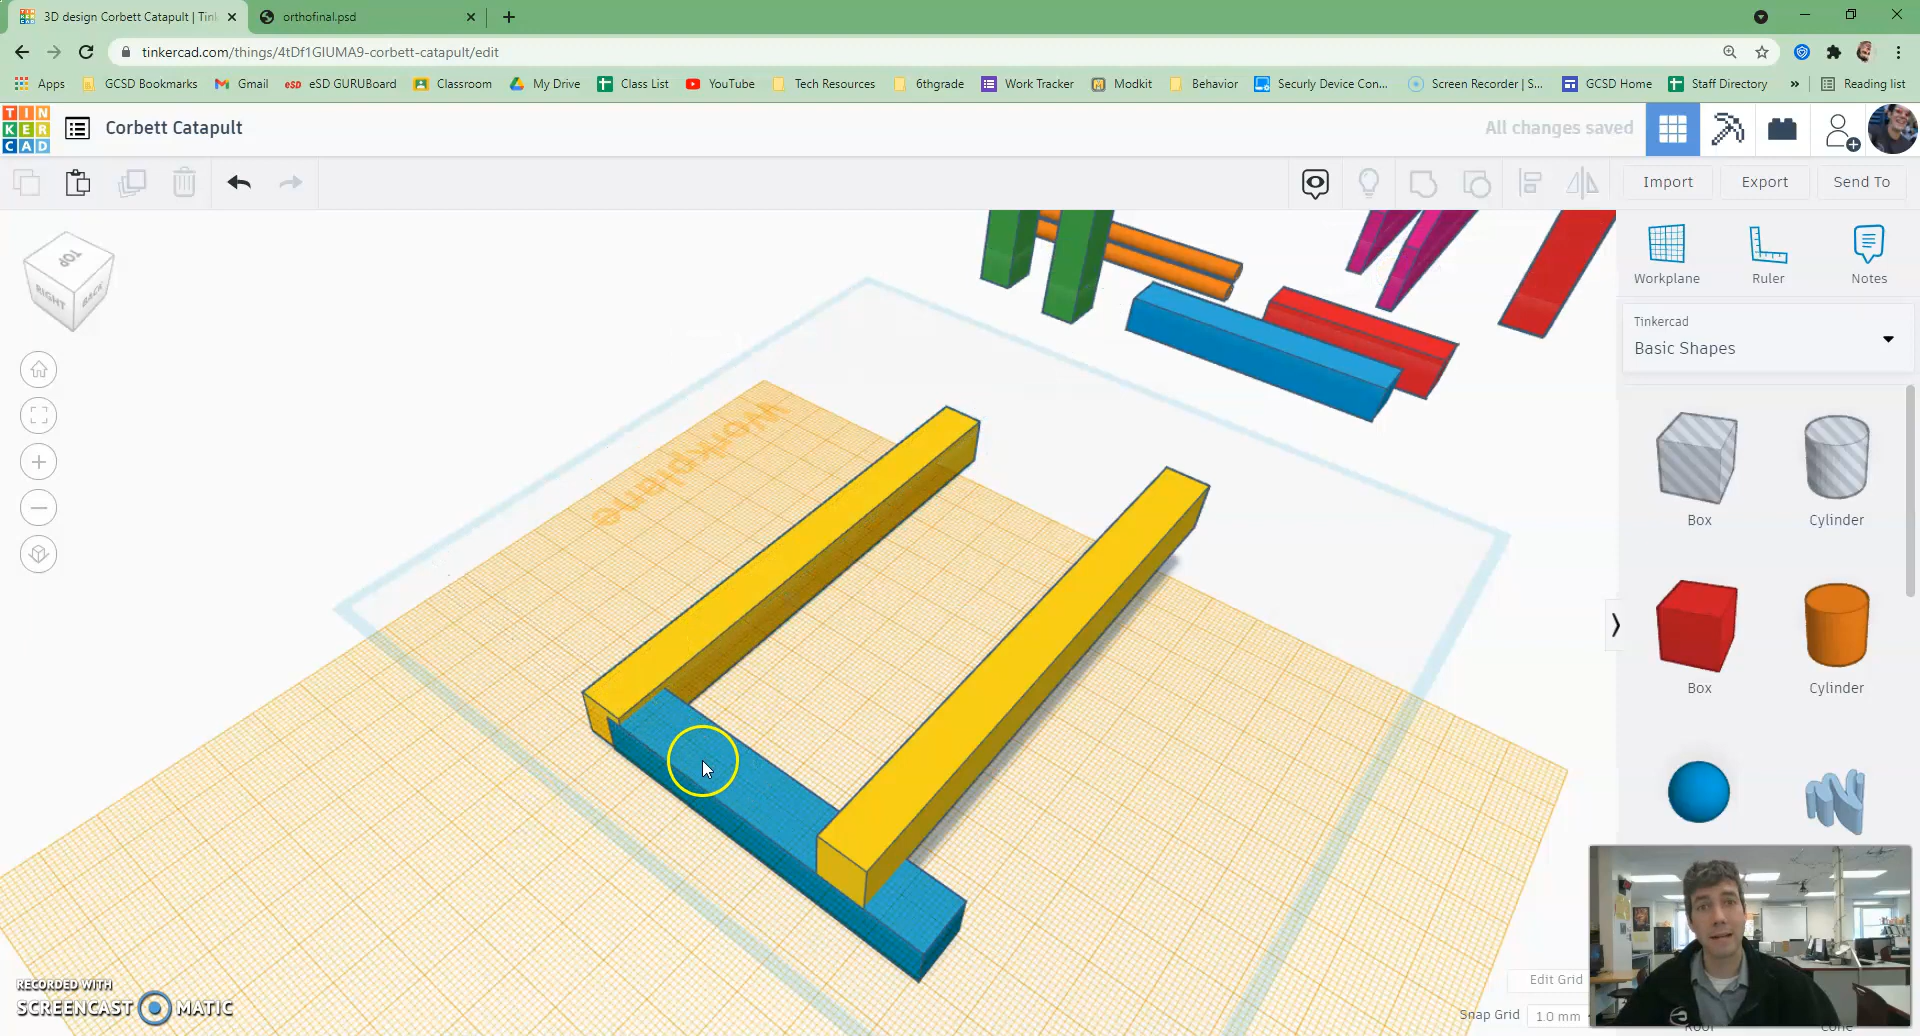 3D design Corbett Catapult | Tink
orthofinal.psd
tinkercad.com/things/4tDf1GIUMA9-corbett-catapult/edit
Apps
GCSD Bookmarks
Gmail
eSD eSD GURUBoard
Classroom
My Drive
Class List
YouTube
Tech Resources
6thgrade
Work Tracker
Modkit
Behavior
Securly Device Con...
Screen Recorder | S...
GCSD Home
Staff Directory
Reading list
TIN
KER
CAD
Corbett Catapult
All changes saved
Import
Export
Send To
TOP
RIGHT
BACK
Workplane
Workplane
Ruler
Notes
Tinkercad
Basic Shapes
Box
Cylinder
Box
Cylinder
Edit Grid
Snap Grid
1.0 mm
RECORDED WITH
SCREENCAST MATIC